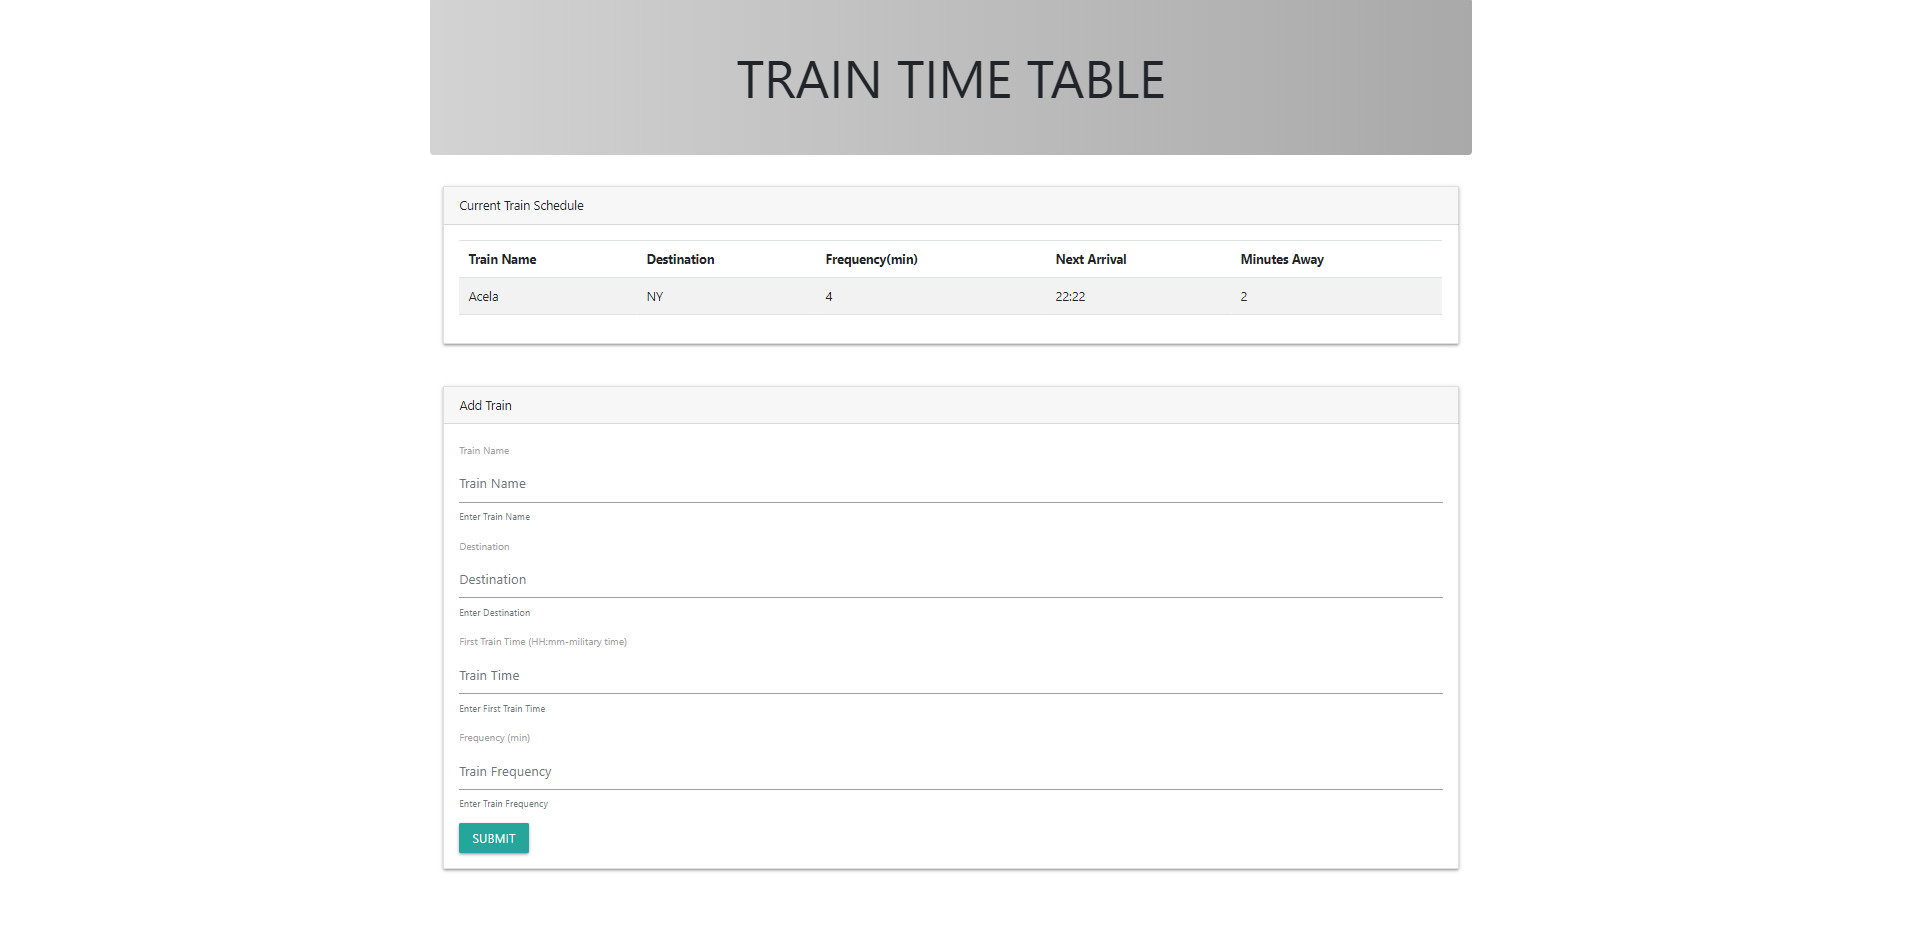 TRAIN TIME TABLE
Current Train Schedule
Train Name Destination Frequency(min) Next Arrival Minutes Away
Acela NY 4 22:22 2
Add Train
Train Name
Train Name
Enter Train Name
Destination
Destination
Enter Destination
First Train Time (HH:mm-military time)
Train Time
Enter First Train Time
Frequency (min)
Train Frequency
Enter Train Frequency
SUBMIT